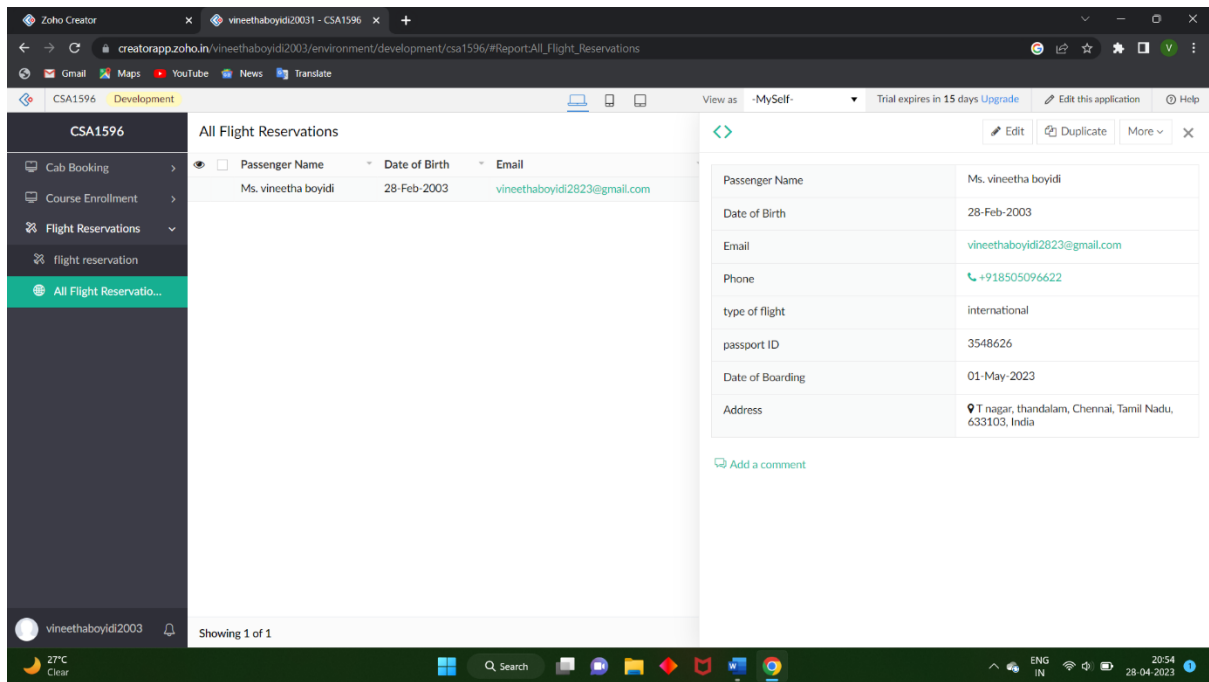 Zoho Creator
vineethaboyidi20031 - CSA1596
creatorapp.zoho.in/vineethaboyidi2003/environment/development/csa1596/#Report:All_Flight_Reservations
V
Gmail Maps YouTube News Translate
CSA1596 Development
View as -MySelf- Trial expires in 15 days Upgrade Edit this application Help
CSA1596
Cab Booking
Course Enrollment
Flight Reservations
flight reservation
All Flight Reservatio...
vineethaboyidi2003
All Flight Reservations
Passenger Name Date of Birth Email
Ms. vineetha boyidi 28-Feb-2003 vineethaboyidi2823@gmail.com
Showing 1 of 1
Edit Duplicate More
Passenger Name Ms. vineetha boyidi
Date of Birth 28-Feb-2003
Email vineethaboyidi2823@gmail.com
Phone +918505096622
type of flight international
passport ID 3548626
Date of Boarding 01-May-2023
Address T nagar, thandalam, Chennai, Tamil Nadu,
633103, India
Add a comment
27°C
Clear
Search
ENG
IN
20:54
28-04-2023
1